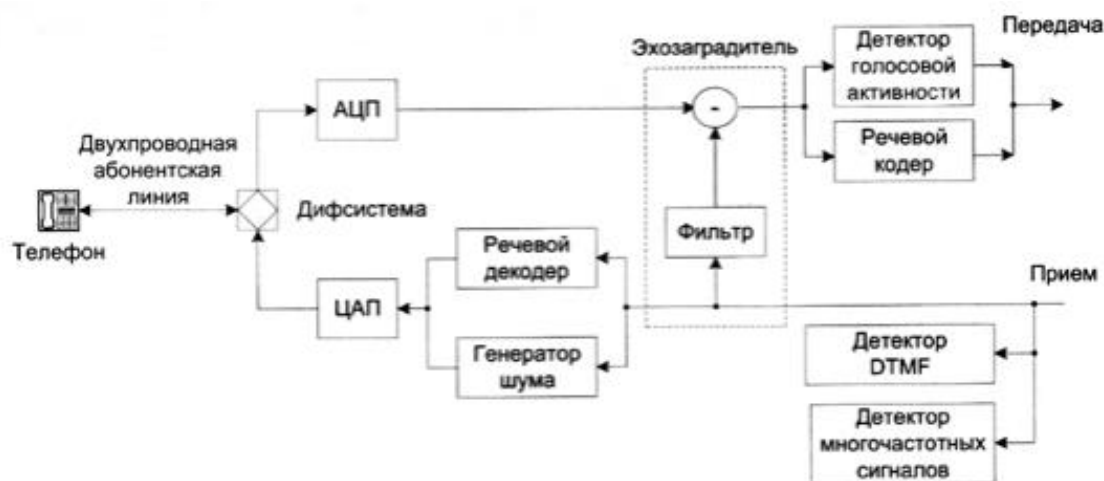 Передача
Эхозаградитель
Детектор
голосовой
активности
АЦП
-
Двухпроводная
абонентская
линия
Речевой
кодер
Дифсистема
Телефон
Фильтр
Речевой
декодер
Прием
ЦАП
Генератор
шума
Детектор
DTMF
Детектор
многочастотных
сигналов